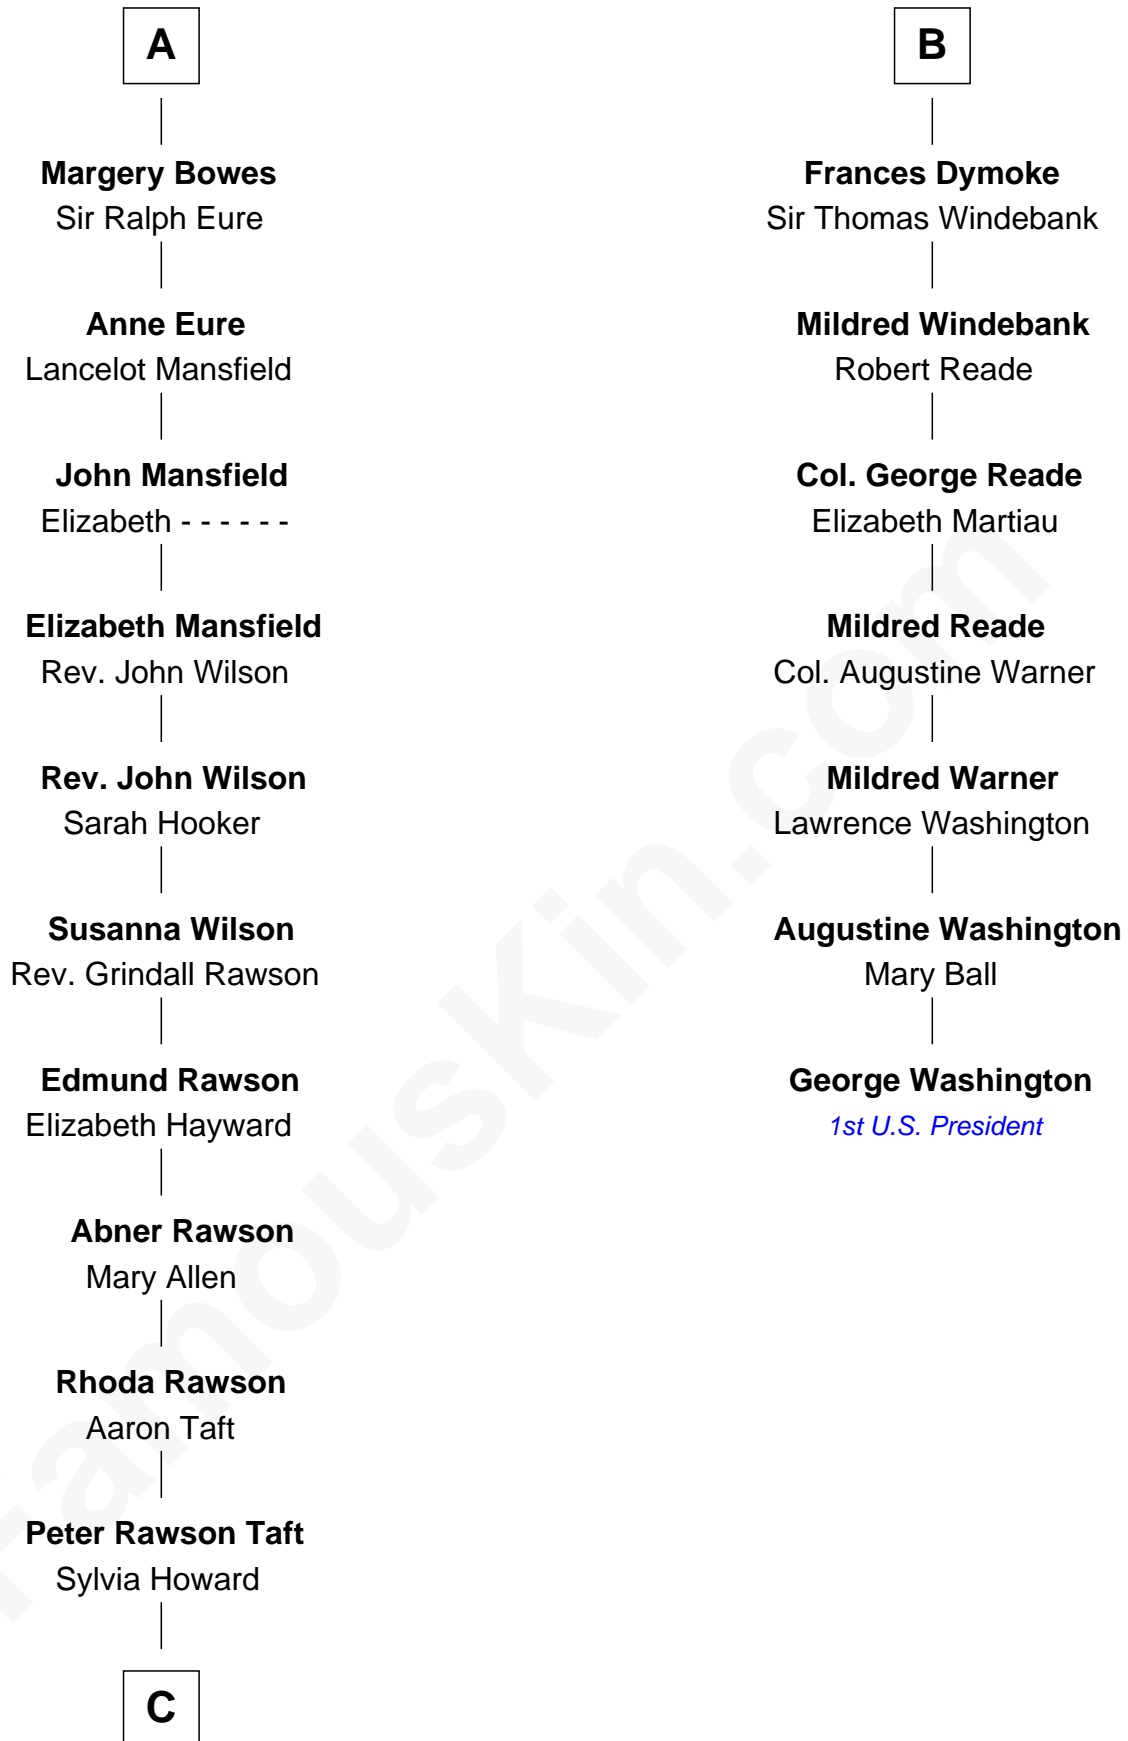 A
Margery Bowes
Sir Ralph Eure
Anne Eure
Lancelot Mansfield
John Mansfield
Elizabeth - - - - - -
Elizabeth Mansfield
Rev. John Wilson
Rev. John Wilson
Sarah Hooker
Susanna Wilson
Rev. Grindall Rawson
Edmund Rawson
Elizabeth Hayward
Abner Rawson
Mary Allen
Rhoda Rawson
Aaron Taft
Peter Rawson Taft
Sylvia Howard
C
B
Frances Dymoke
Sir Thomas Windebank
Mildred Windebank
Robert Reade
Col. George Reade
Elizabeth Martiau
Mildred Reade
Col. Augustine Warner
Mildred Warner
Lawrence Washington
Augustine Washington
Mary Ball
George Washington
1st U.S. President
FamousKin.com